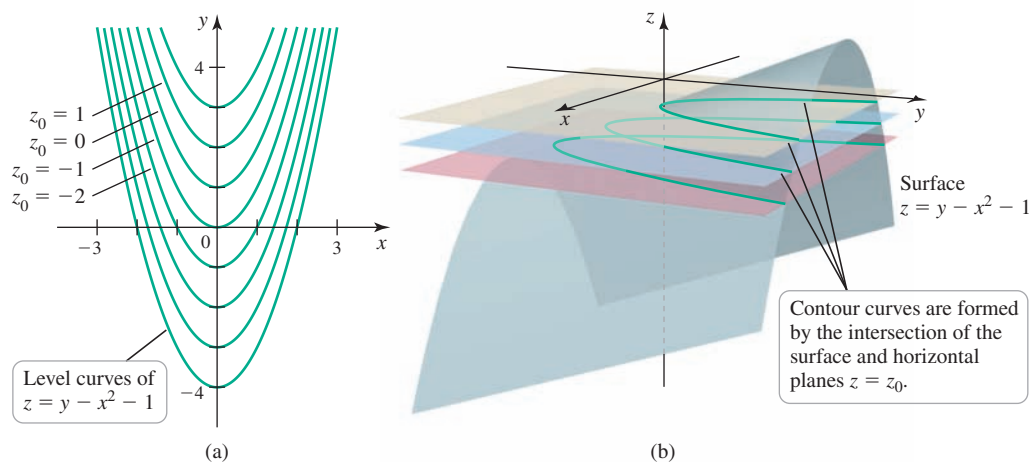 y
4
z₀ = 1
z₀ = 0
z₀ = −1
z₀ = −2
−3
0
3
x
−4
Level curves of
z = y − x² − 1
(a)
z
x
y
Surface
z = y − x² − 1
Contour curves are formed
by the intersection of the
surface and horizontal
planes z = z₀.
(b)